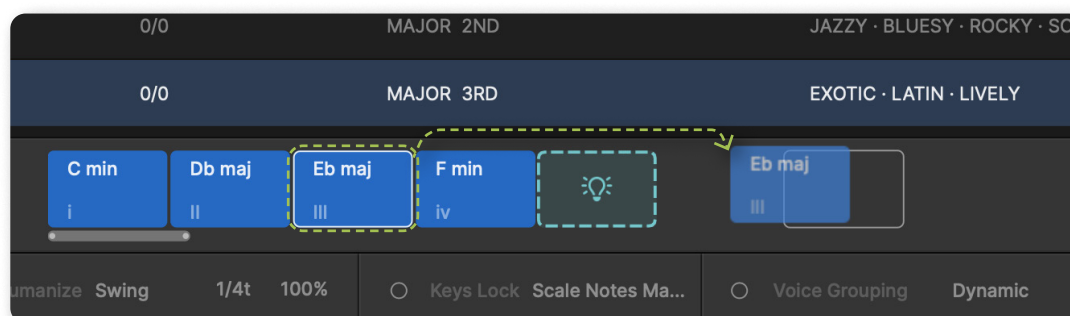 0/0 MAJOR 2ND JAZZY · BLUESY · ROCKY ·
0/0 MAJOR 3RD EXOTIC · LATIN · LIVELY
C min Db maj Eb maj F min Eb maj
i II III iv III
umanize Swing 1/4t 100% Keys Lock Scale Notes Ma... Voice Grouping Dynamic